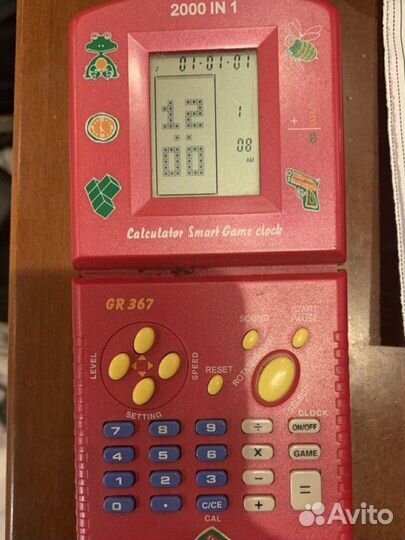 2000 IN 1
01-01-01
12
00
1
08
AM
5
+ 3
8
Calculator Smart Game clock
GR 367
LEVEL
SPEED
SETTING
RESET
SOUND
START
PAUSE
ROTATE
CLOCK
7 8 9 ÷ ON/OFF
4 5 6 X GAME
1 2 3 − =
0 . C/CE +
CAL
Avito